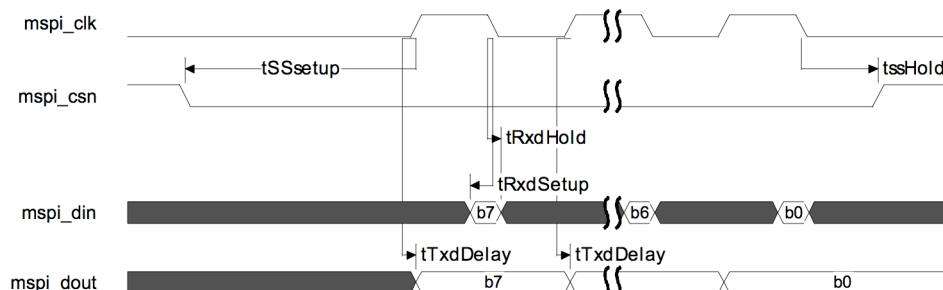 mspi_clk
tSSsetup
tssHold
mspi_csn
tRxdHold
tRxdSetup
mspi_din
b7
b6
b0
tTxdDelay
tTxdDelay
mspi_dout
b7
b0